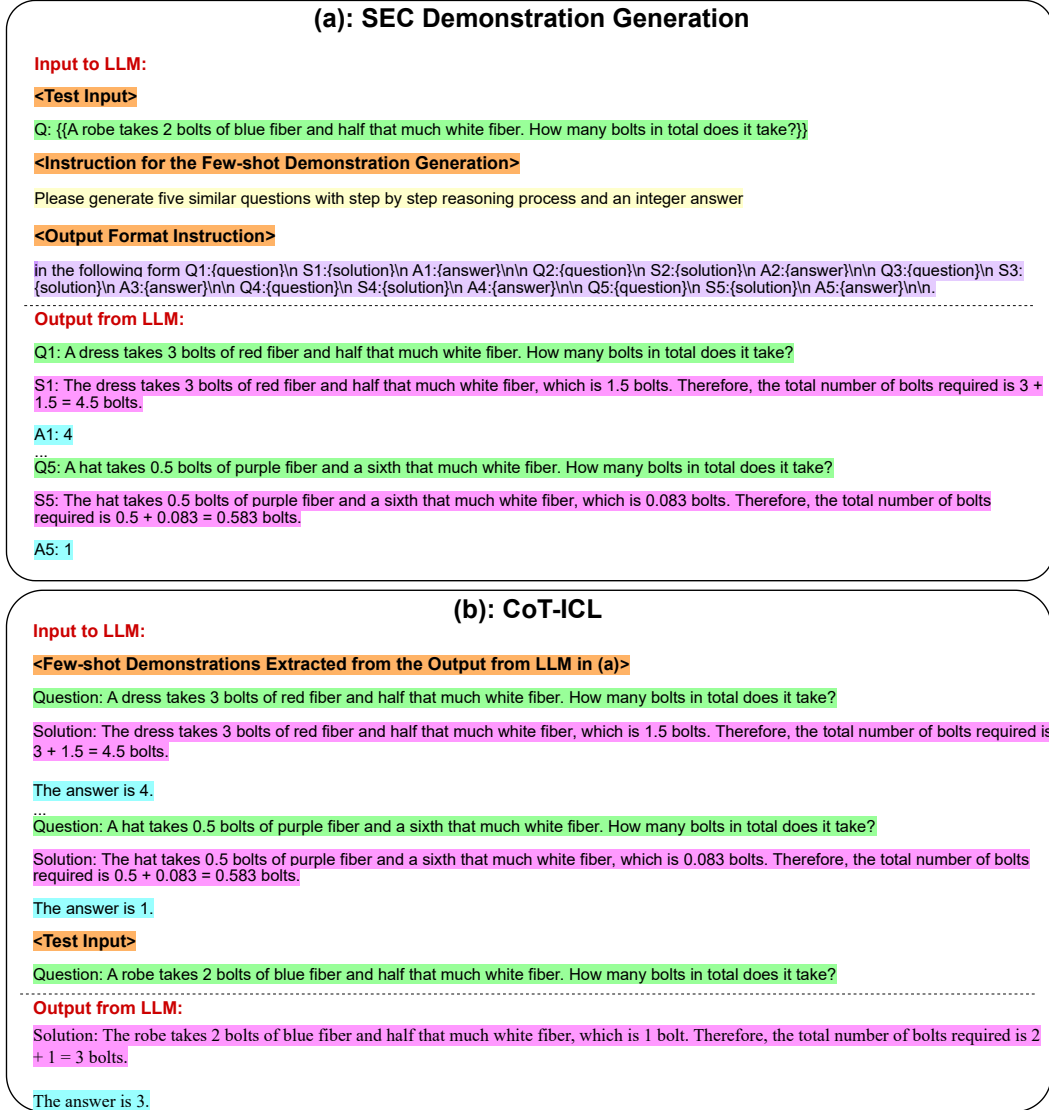 (a): SEC Demonstration Generation
Input to LLM:
<Test Input>
Q: {{A robe takes 2 bolts of blue fiber and half that much white fiber. How many bolts in total does it take?}}
<Instruction for the Few-shot Demonstration Generation>
Please generate five similar questions with step by step reasoning process and an integer answer
<Output Format Instruction>
in the following form Q1:{question}\n S1:{solution}\n A1:{answer}\n\n Q2:{question}\n S2:{solution}\n A2:{answer}\n\n Q3:{question}\n S3:
{solution}\n A3:{answer}\n\n Q4:{question}\n S4:{solution}\n A4:{answer}\n\n Q5:{question}\n S5:{solution}\n A5:{answer}\n\n.
Output from LLM:
Q1: A dress takes 3 bolts of red fiber and half that much white fiber. How many bolts in total does it take?
S1: The dress takes 3 bolts of red fiber and half that much white fiber, which is 1.5 bolts. Therefore, the total number of bolts required is 3 +
1.5 = 4.5 bolts.
A1: 4
...
Q5: A hat takes 0.5 bolts of purple fiber and a sixth that much white fiber. How many bolts in total does it take?
S5: The hat takes 0.5 bolts of purple fiber and a sixth that much white fiber, which is 0.083 bolts. Therefore, the total number of bolts
required is 0.5 + 0.083 = 0.583 bolts.
A5: 1
(b): CoT-ICL
Input to LLM:
<Few-shot Demonstrations Extracted from the Output from LLM in (a)>
Question: A dress takes 3 bolts of red fiber and half that much white fiber. How many bolts in total does it take?
Solution: The dress takes 3 bolts of red fiber and half that much white fiber, which is 1.5 bolts. Therefore, the total number of bolts required is
3 + 1.5 = 4.5 bolts.
The answer is 4.
...
Question: A hat takes 0.5 bolts of purple fiber and a sixth that much white fiber. How many bolts in total does it take?
Solution: The hat takes 0.5 bolts of purple fiber and a sixth that much white fiber, which is 0.083 bolts. Therefore, the total number of bolts
required is 0.5 + 0.083 = 0.583 bolts.
The answer is 1.
<Test Input>
Question: A robe takes 2 bolts of blue fiber and half that much white fiber. How many bolts in total does it take?
Output from LLM:
Solution: The robe takes 2 bolts of blue fiber and half that much white fiber, which is 1 bolt. Therefore, the total number of bolts required is 2
+ 1 = 3 bolts.
The answer is 3.